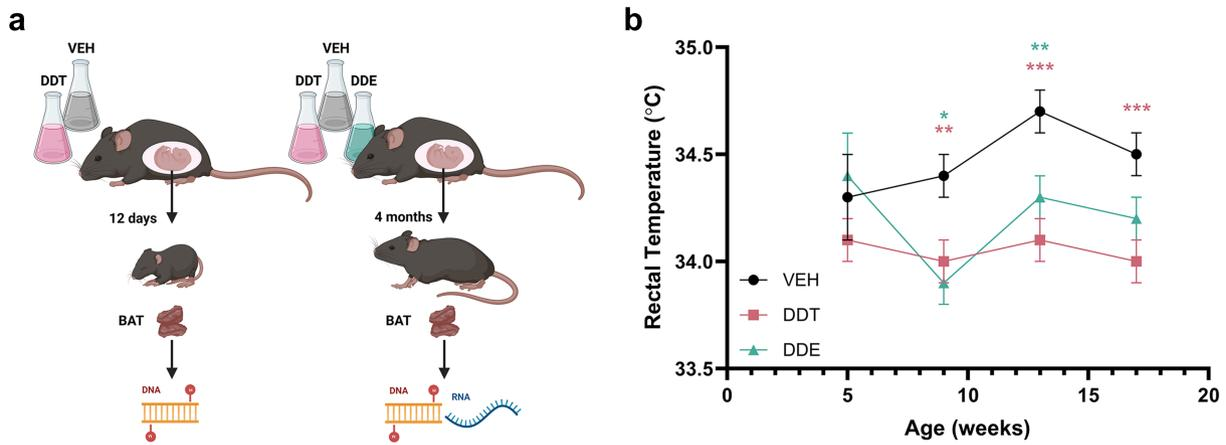 a
VEH
DDT
VEH
DDT DDE
12 days
4 months
BAT
BAT
DNA
DNA
RNA
b
Rectal Temperature (°C)
35.0
34.5
34.0
33.5
**
***
*
**
***
VEH
DDT
DDE
0 5 10 15 20
Age (weeks)